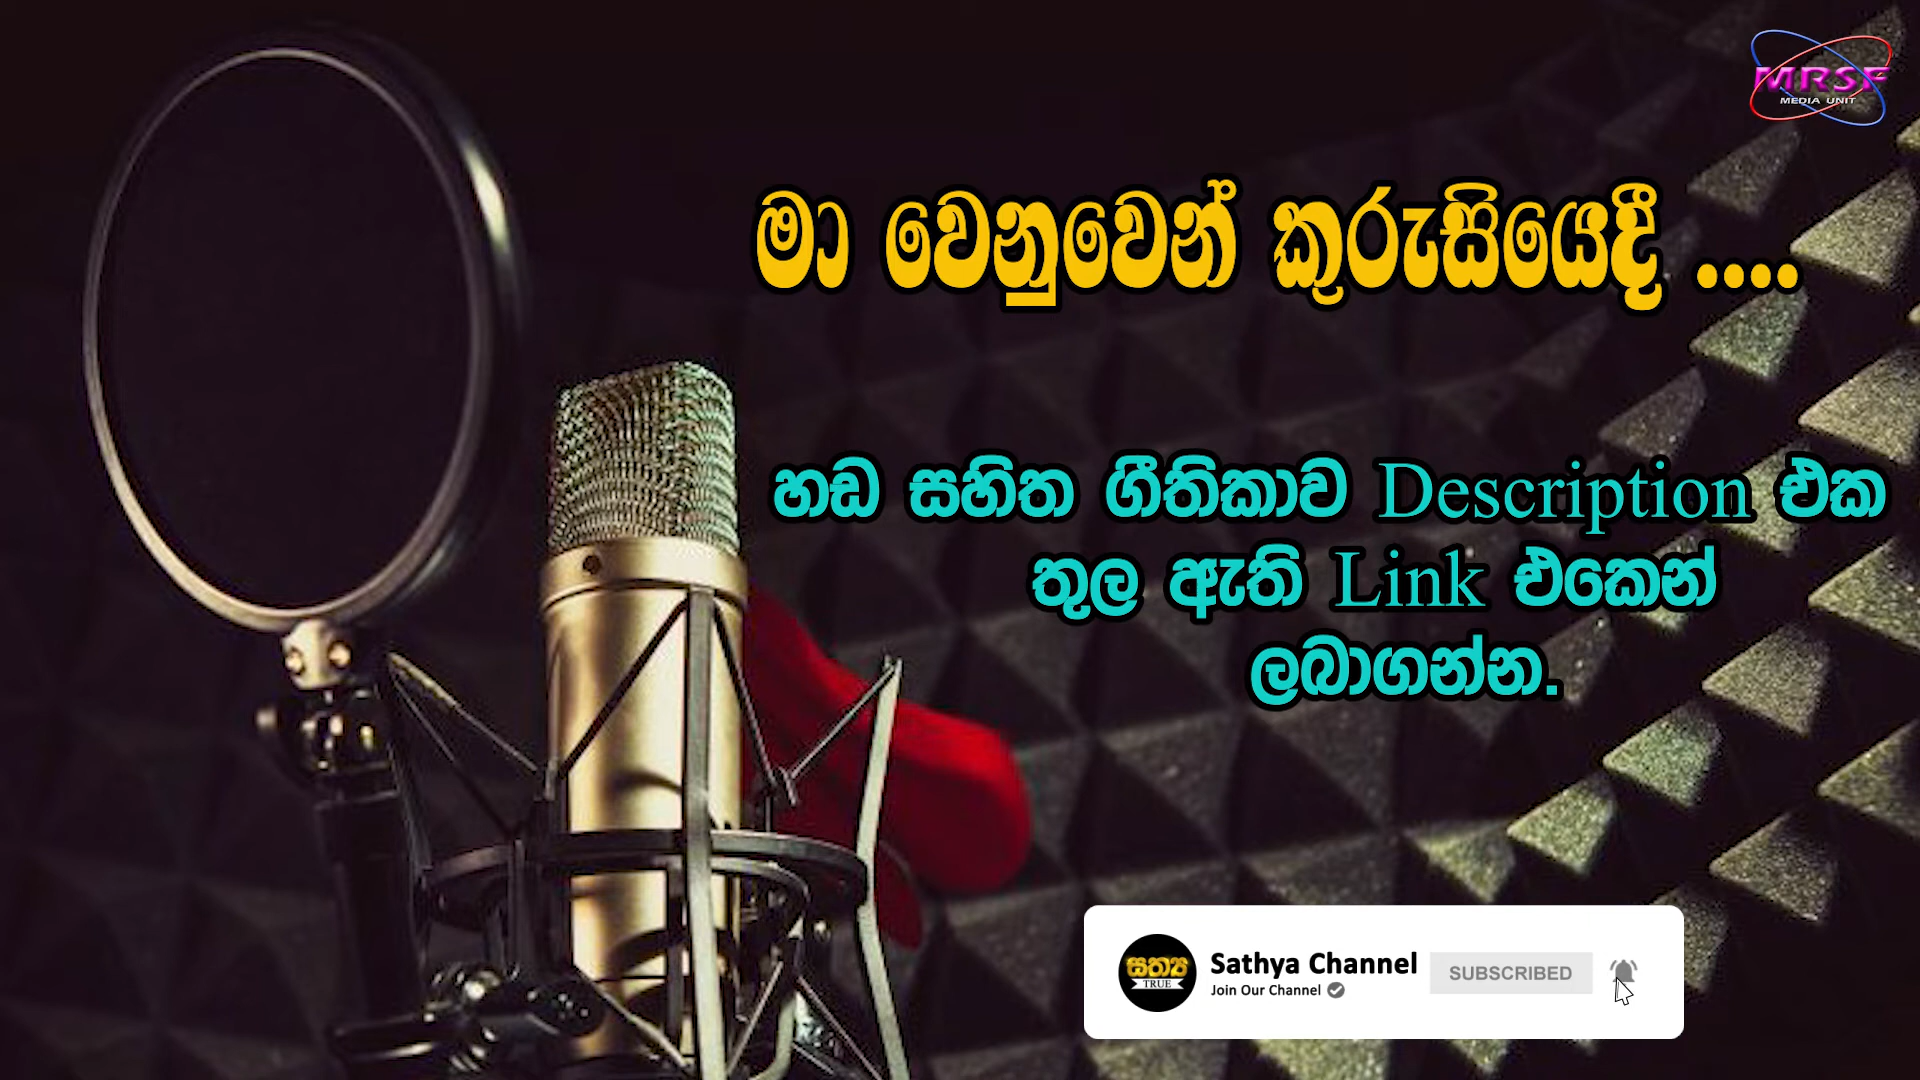 MRSF
MEDIA UNIT
මා වෙනුවෙන් කුරුසියෙදී ....
හඩ සහිත ගීතිකාව Description එක
තුල ඇති Link එකෙන්
ලබාගන්න.
සත්‍ය
TRUE
Sathya Channel
Join Our Channel
SUBSCRIBED